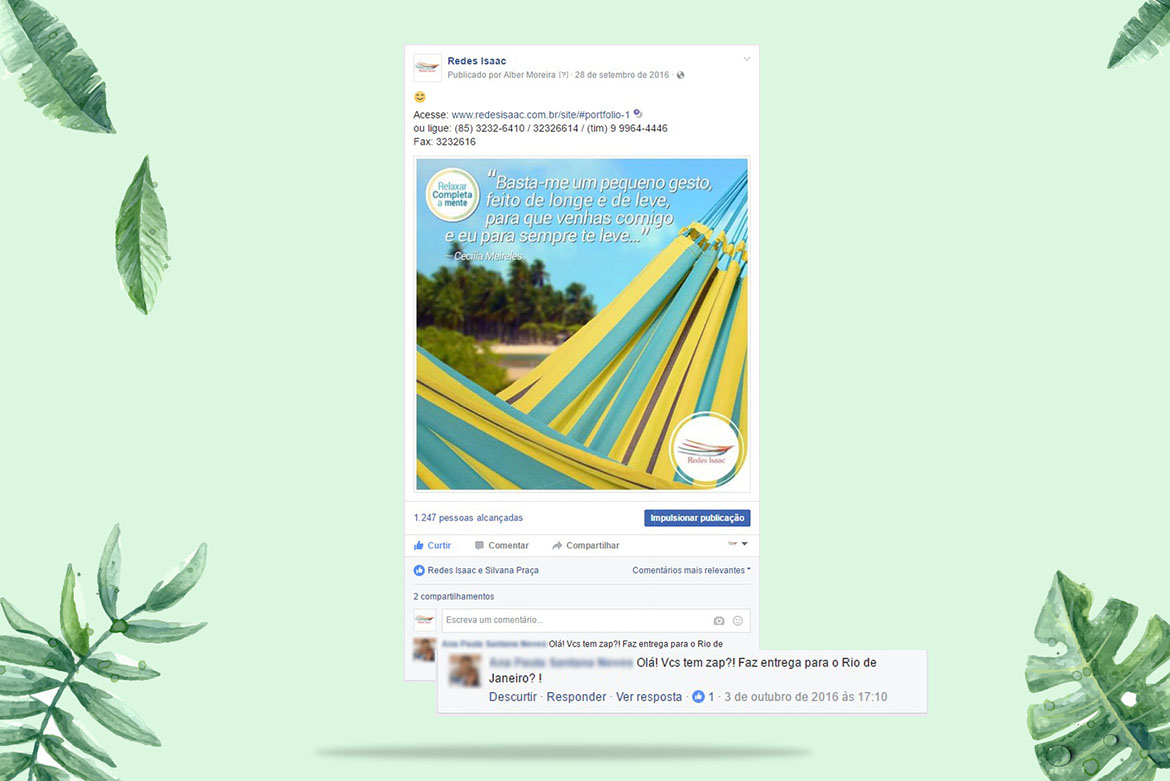 Redes Isaac
Publicado por Alber Moreira [?] · 28 de setembro de 2016 ·
Acesse: www.redesisaac.com.br/site/#portfolio-1
ou ligue: (85) 3232-6410 / 32326614 / (tim) 9 9964-4446
Fax: 3232616
Relaxar
Completa
a mente
"Basta-me um pequeno gesto,
feito de longe e de leve,
para que venhas comigo
e eu para sempre te leve..."
– Cecília Meireles
Redes Isaac
1.247 pessoas alcançadas
Impulsionar publicação
Curtir Comentar Compartilhar
Redes Isaac e Silvana Praça
Comentários mais relevantes
2 compartilhamentos
Escreva um comentário...
Olá! Vcs tem zap?! Faz entrega para o Rio de
Olá! Vcs tem zap?! Faz entrega para o Rio de
Janeiro? !
Descurtir · Responder · Ver resposta · 1 · 3 de outubro de 2016 às 17:10